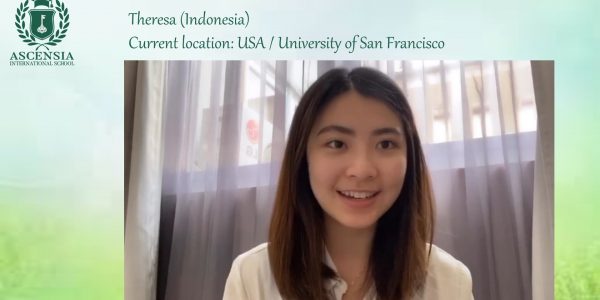 Theresa (Indonesia)
Current location: USA / University of San Francisco
ASCENSIA
INTERNATIONAL SCHOOL